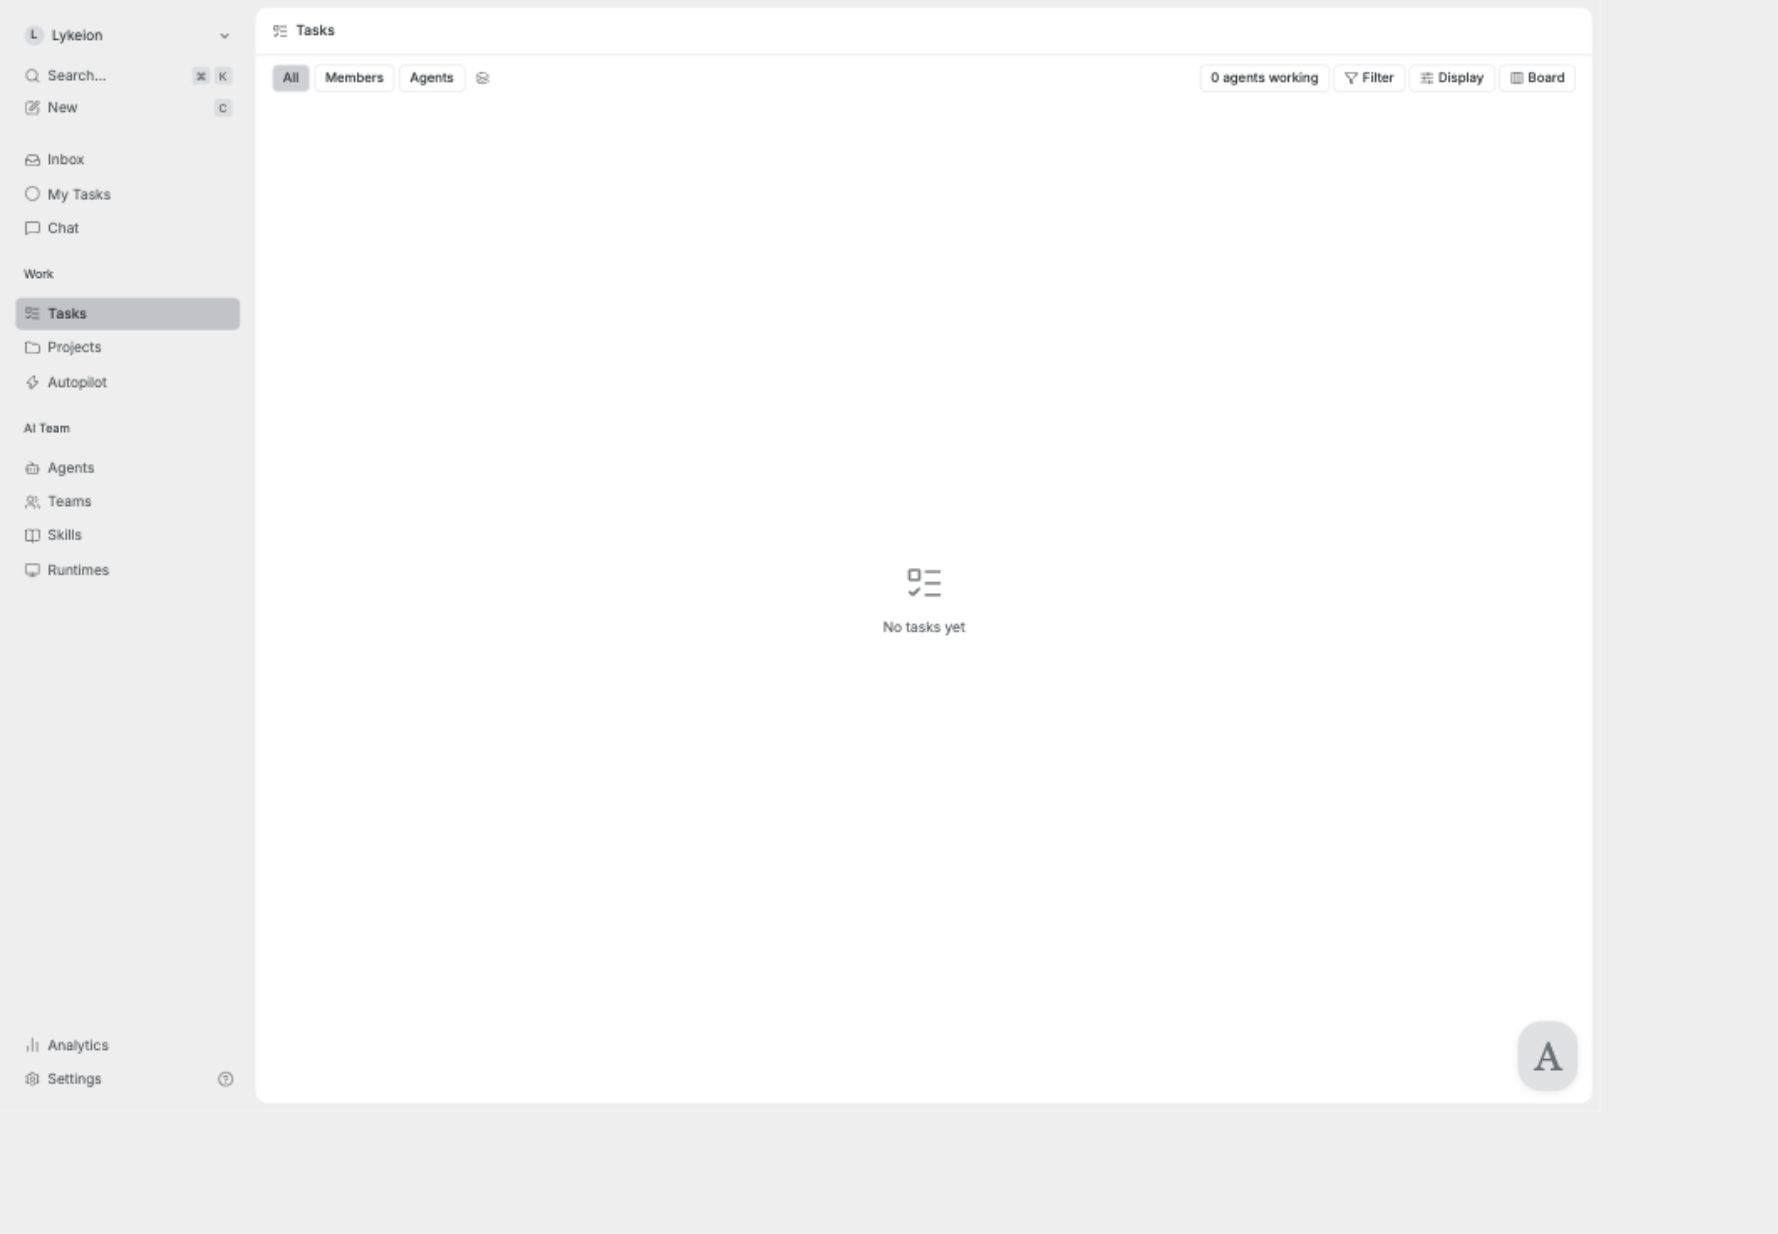 L Lykeion
Search... ⌘ K
New C
Inbox
My Tasks
Chat
Work
Tasks
Projects
Autopilot
AI Team
Agents
Teams
Skills
Runtimes
Analytics
Settings
Tasks
All Members Agents
0 agents working Filter Display Board
No tasks yet
A